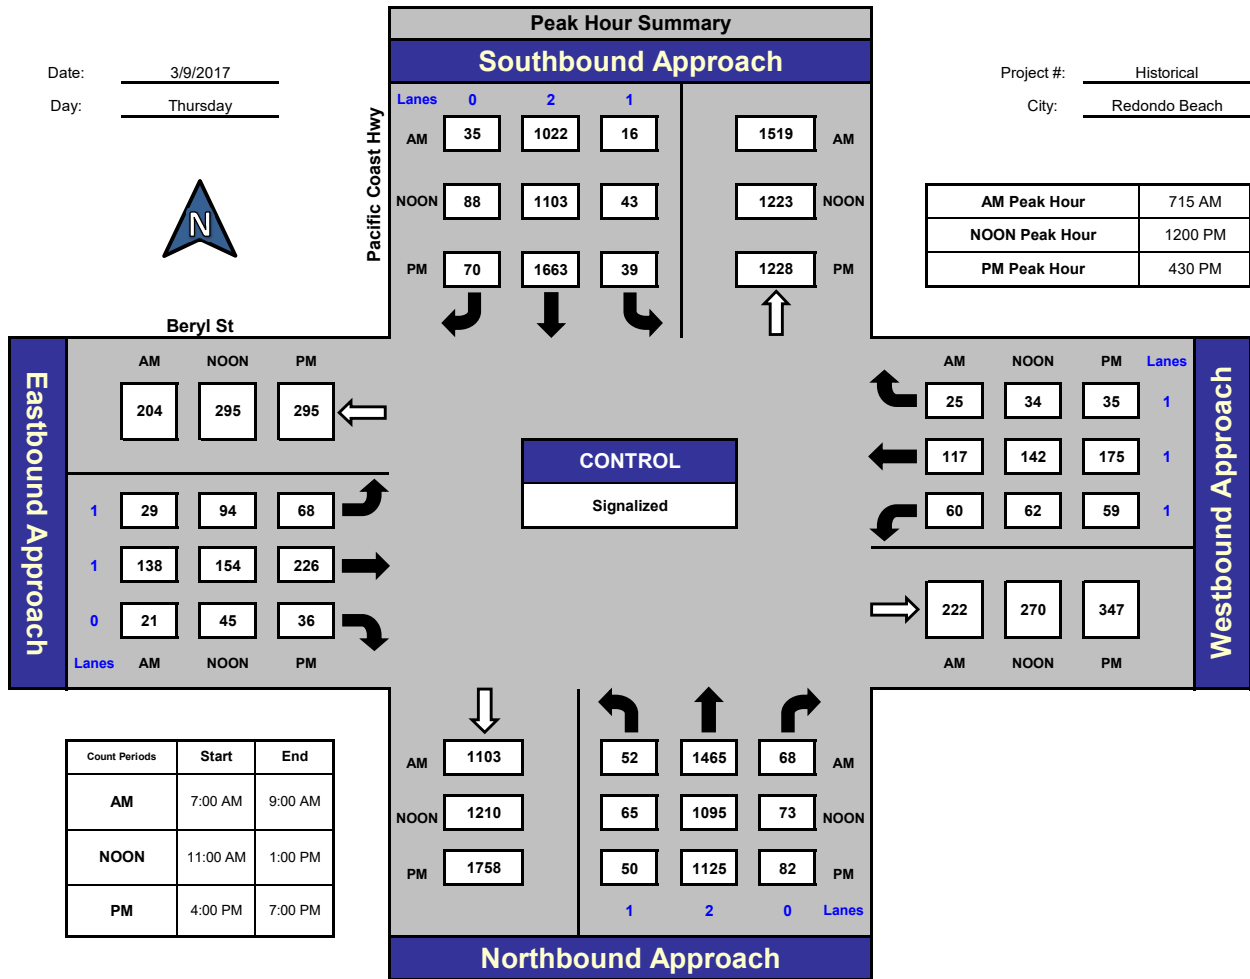 Peak Hour Summary
Southbound Approach
Date: 3/9/2017
Day: Thursday
Project #: Historical
City: Redondo Beach
Pacific Coast Hwy
Lanes 0 2 1
AM 35 1022 16 1519 AM
NOON 88 1103 43 1223 NOON
PM 70 1663 39 1228 PM
N
AM Peak Hour 715 AM
NOON Peak Hour 1200 PM
PM Peak Hour 430 PM
Beryl St
Eastbound Approach
AM NOON PM
204 295 295
1 29 94 68
1 138 154 226
0 21 45 36
Lanes AM NOON PM
CONTROL
Signalized
AM NOON PM Lanes
25 34 35 1
117 142 175 1
60 62 59 1
222 270 347
AM NOON PM
Westbound Approach
Count Periods Start End
AM 7:00 AM 9:00 AM
NOON 11:00 AM 1:00 PM
PM 4:00 PM 7:00 PM
AM 1103 52 1465 68 AM
NOON 1210 65 1095 73 NOON
PM 1758 50 1125 82 PM
1 2 0 Lanes
Northbound Approach